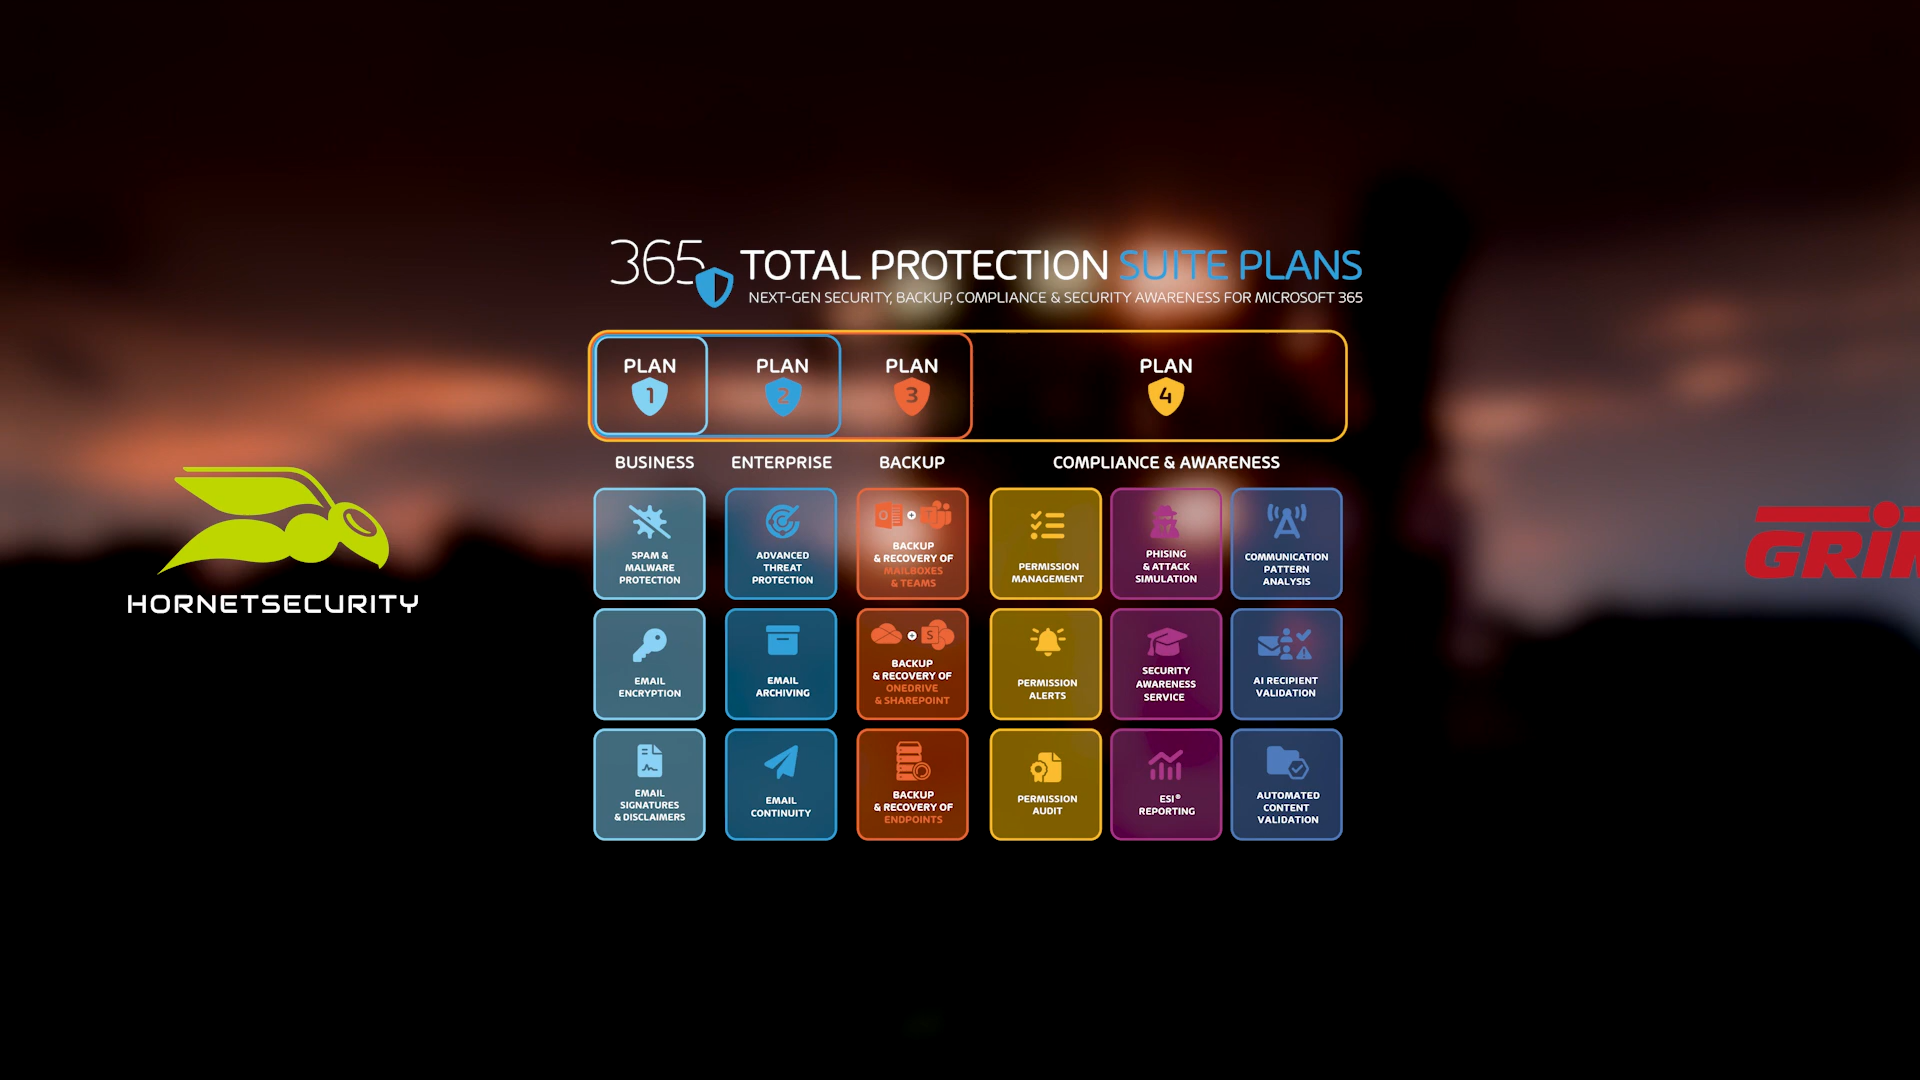 365 TOTAL PROTECTION SUITE PLANS
NEXT-GEN SECURITY, BACKUP, COMPLIANCE & SECURITY AWARENESS FOR MICROSOFT 365
PLAN
1
PLAN
2
PLAN
3
PLAN
4
BUSINESS
ENTERPRISE
BACKUP
COMPLIANCE & AWARENESS
SPAM &
MALWARE
PROTECTION
ADVANCED
THREAT
PROTECTION
BACKUP
& RECOVERY OF
MAILBOXES
& TEAMS
PERMISSION
MANAGEMENT
PHISING
& ATTACK
SIMULATION
COMMUNICATION
PATTERN
ANALYSIS
EMAIL
ENCRYPTION
EMAIL
ARCHIVING
BACKUP
& RECOVERY OF
ONEDRIVE
& SHAREPOINT
PERMISSION
ALERTS
SECURITY
AWARENESS
SERVICE
AI RECIPIENT
VALIDATION
EMAIL
SIGNATURES
& DISCLAIMERS
EMAIL
CONTINUITY
BACKUP
& RECOVERY OF
ENDPOINTS
PERMISSION
AUDIT
ESI®
REPORTING
AUTOMATED
CONTENT
VALIDATION
HORNETSECURITY